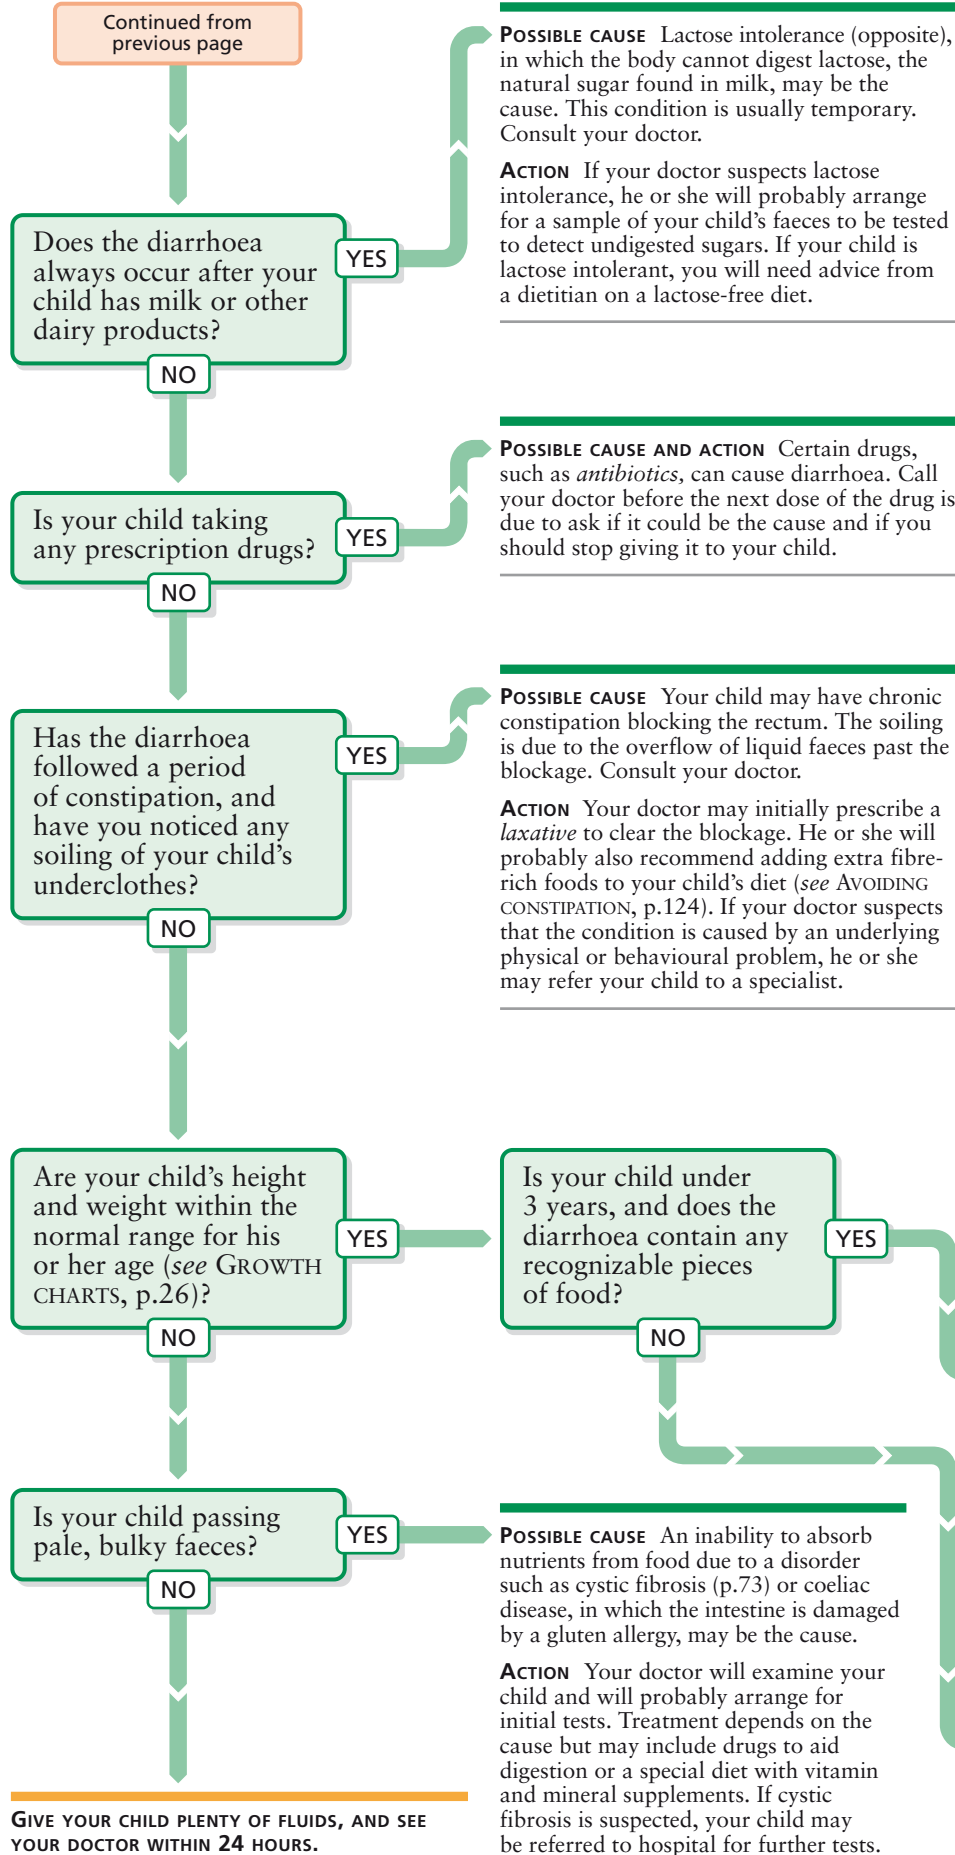 Continued from
previous page
POSSIBLE CAUSE Lactose intolerance (opposite),
in which the body cannot digest lactose, the
natural sugar found in milk, may be the
cause. This condition is usually temporary.
Consult your doctor.
ACTION If your doctor suspects lactose
intolerance, he or she will probably arrange
for a sample of your child's faeces to be tested
to detect undigested sugars. If your child is
lactose intolerant, you will need advice from
a dietitian on a lactose-free diet.
Does the diarrhoea
always occur after your
child has milk or other
dairy products?
YES
NO
POSSIBLE CAUSE AND ACTION Certain drugs,
such as antibiotics, can cause diarrhoea. Call
your doctor before the next dose of the drug is
due to ask if it could be the cause and if you
should stop giving it to your child.
Is your child taking
any prescription drugs?
YES
NO
POSSIBLE CAUSE Your child may have chronic
constipation blocking the rectum. The soiling
is due to the overflow of liquid faeces past the
blockage. Consult your doctor.
ACTION Your doctor may initially prescribe a
laxative to clear the blockage. He or she will
probably also recommend adding extra fibre-
rich foods to your child's diet (see AVOIDING
CONSTIPATION, p.124). If your doctor suspects
that the condition is caused by an underlying
physical or behavioural problem, he or she
may refer your child to a specialist.
Has the diarrhoea
followed a period
of constipation, and
have you noticed any
soiling of your child's
underclothes?
YES
NO
Are your child's height
and weight within the
normal range for his
or her age (see GROWTH
CHARTS, p.26)?
YES
NO
Is your child under
3 years, and does the
diarrhoea contain any
recognizable pieces
of food?
YES
NO
Is your child passing
pale, bulky faeces?
YES
NO
POSSIBLE CAUSE An inability to absorb
nutrients from food due to a disorder
such as cystic fibrosis (p.73) or coeliac
disease, in which the intestine is damaged
by a gluten allergy, may be the cause.
ACTION Your doctor will examine your
child and will probably arrange for
initial tests. Treatment depends on the
cause but may include drugs to aid
digestion or a special diet with vitamin
and mineral supplements. If cystic
fibrosis is suspected, your child may
be referred to hospital for further tests.
GIVE YOUR CHILD PLENTY OF FLUIDS, AND SEE
YOUR DOCTOR WITHIN 24 HOURS.